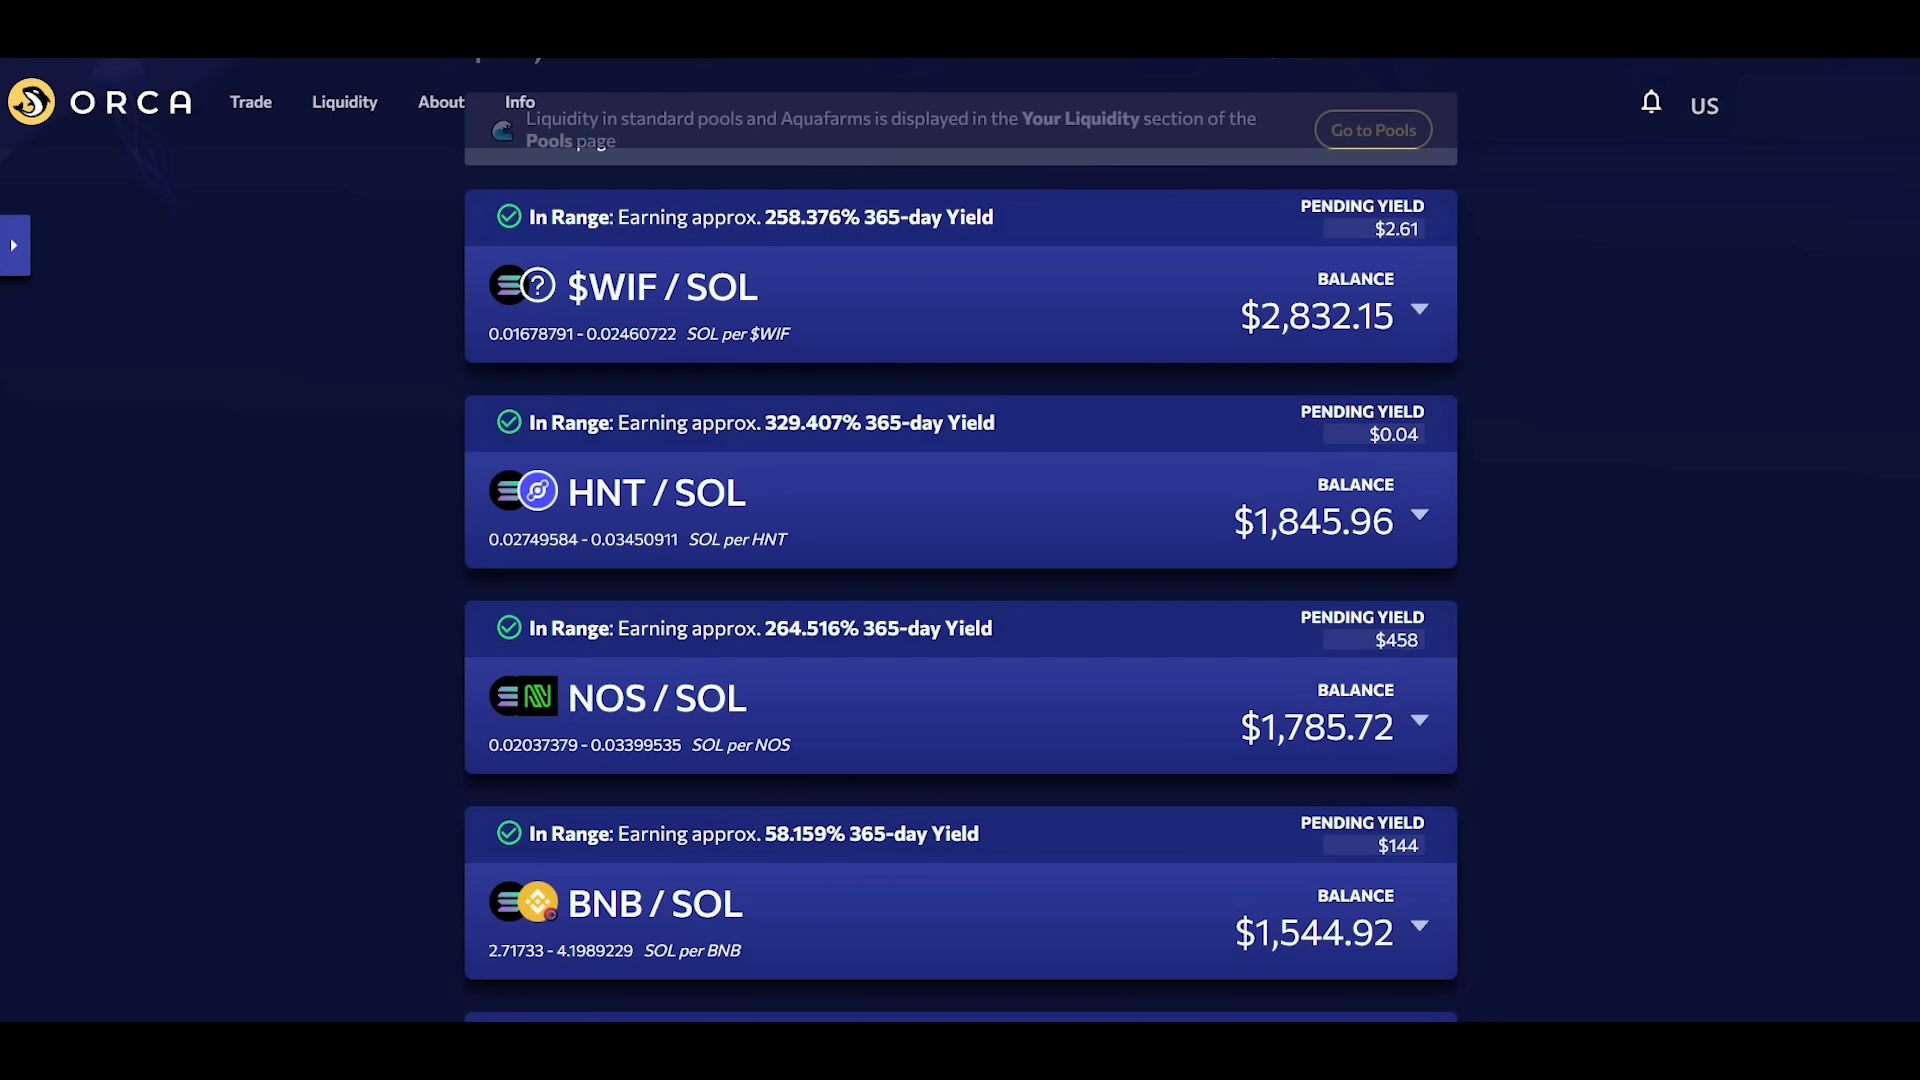 ORCA
Trade
Liquidity
About
Info
US
Liquidity in standard pools and Aquafarms is displayed in the Your Liquidity section of the
Pools page
Go to Pools
In Range: Earning approx. 258.376% 365-day Yield
PENDING YIELD
$2.61
$WIF / SOL
BALANCE
$2,832.15
0.01678791 - 0.02460722 SOL per $WIF
In Range: Earning approx. 329.407% 365-day Yield
PENDING YIELD
$0.04
HNT / SOL
BALANCE
$1,845.96
0.02749584 - 0.03450911 SOL per HNT
In Range: Earning approx. 264.516% 365-day Yield
PENDING YIELD
$458
NOS / SOL
BALANCE
$1,785.72
0.02037379 - 0.03399535 SOL per NOS
In Range: Earning approx. 58.159% 365-day Yield
PENDING YIELD
$144
BNB / SOL
BALANCE
$1,544.92
2.71733 - 4.1989229 SOL per BNB